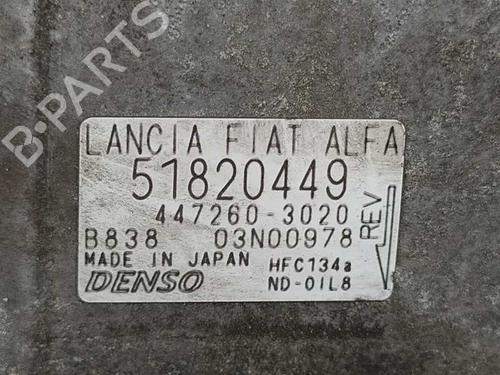 B-PARTS
LANCIA FIAT ALFA
51820449
447260-3020
B838 03N00978
REV
MADE IN JAPAN HFC134a
DENSO ND-OIL8